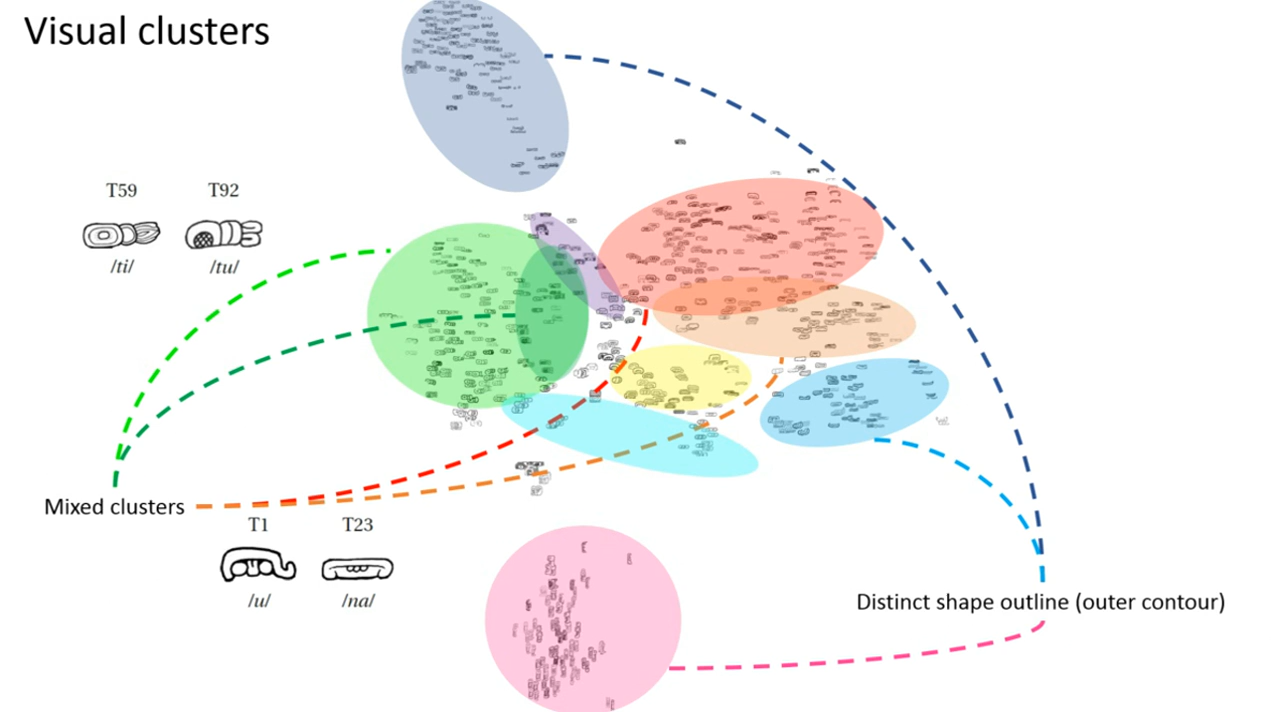 Visual clusters
T59 T92
/ti/ /tu/
Mixed clusters
T1 T23
/u/ /na/
Distinct shape outline (outer contour)